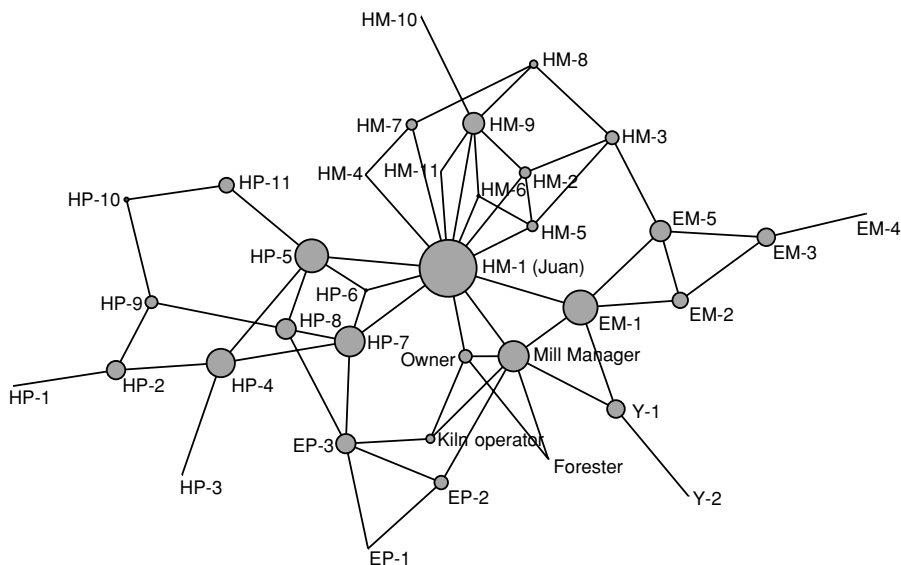 HM-10
HM-8
HM-7
HM-9
HM-3
HM-4
HM-11
HM-2
HM-6
HP-11
HP-10
EM-5
EM-4
HM-5
EM-3
HP-5
HM-1 (Juan)
HP-6
HP-9
EM-2
HP-8
EM-1
HP-7
Owner
Mill Manager
HP-4
HP-2
HP-1
Y-1
EP-3
Kiln operator
Forester
HP-3
EP-2
Y-2
EP-1